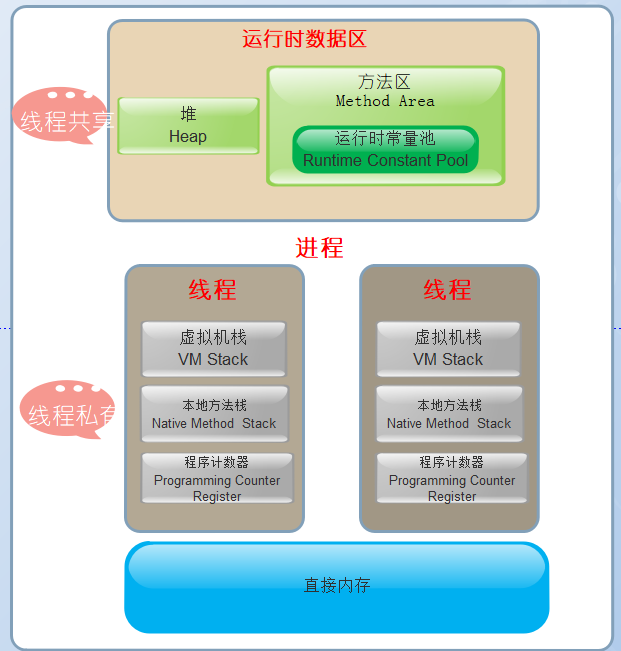 运行时数据区
线程共享
堆
Heap
方法区
Method Area
运行时常量池
Runtime Constant Pool
进程
线程
虚拟机栈
VM Stack
本地方法栈
Native Method Stack
程序计数器
Programming Counter
Register
线程
虚拟机栈
VM Stack
本地方法栈
Native Method Stack
程序计数器
Programming Counter
Register
线程私有
直接内存